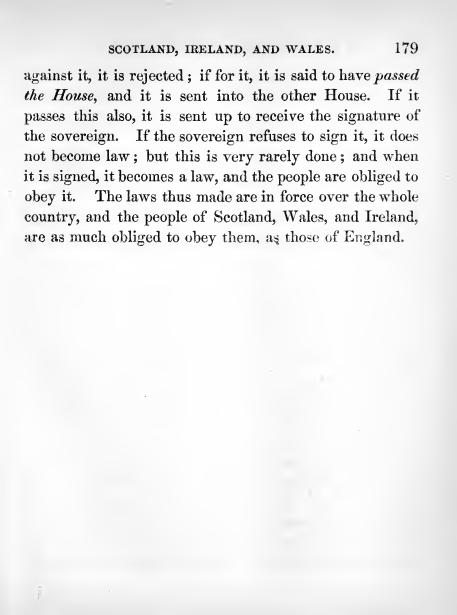 SCOTLAND, IRELAND, AND WALES. 179
against it, it is rejected ; if for it, it is said to have passed
the House, and it is sent into the other House. If it
passes this also, it is sent up to receive the signature of
the sovereign. If the sovereign refuses to sign it, it does
not become law ; but this is very rarely done ; and when
it is signed, it becomes a law, and the people are obliged to
obey it. The laws thus made are in force over the whole
country, and the people of Scotland, Wales, and Ireland,
are as much obliged to obey them, as those of England.